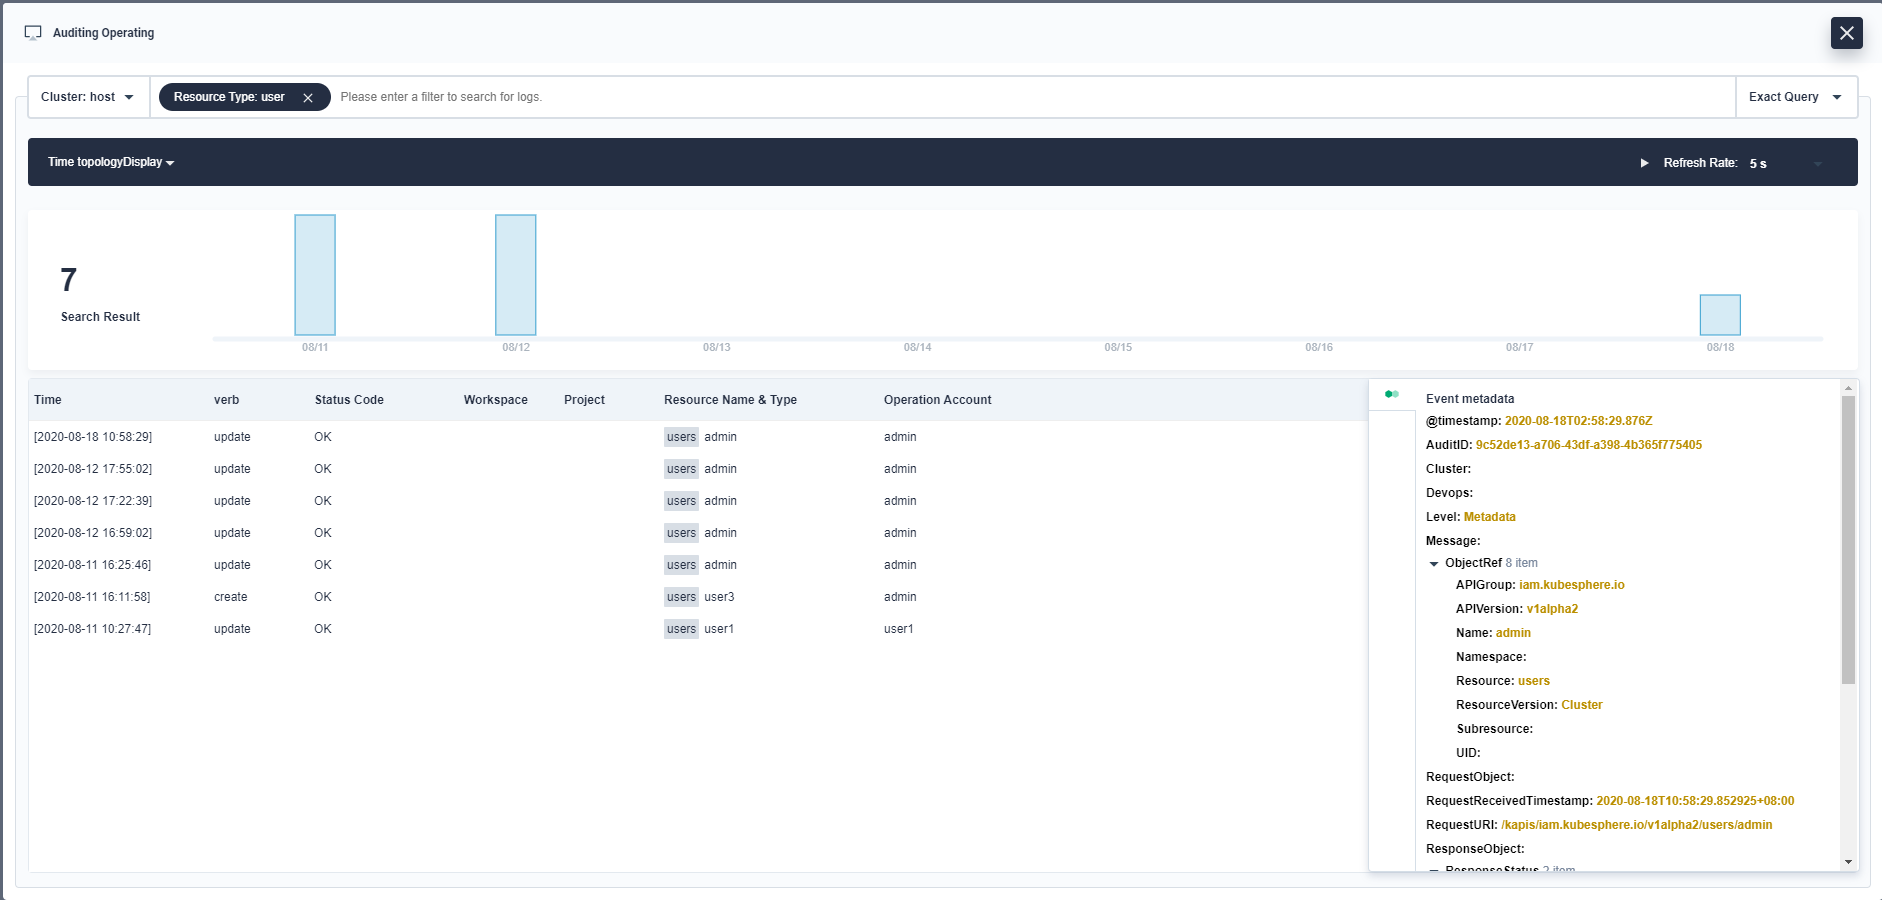 Auditing Operating
Cluster: host Resource Type: user Please enter a filter to search for logs. Exact Query
Time topologyDisplay Refresh Rate: 5 s
7
Search Result
08/11 08/12 08/13 08/14 08/15 08/16 08/17 08/18
Time verb Status Code Workspace Project Resource Name & Type Operation Account
[2020-08-18 10:58:29] update OK users admin admin
[2020-08-12 17:55:02] update OK users admin admin
[2020-08-12 17:22:39] update OK users admin admin
[2020-08-12 16:59:02] update OK users admin admin
[2020-08-11 16:25:46] update OK users admin admin
[2020-08-11 16:11:58] create OK users user3 admin
[2020-08-11 10:27:47] update OK users user1 user1
Event metadata
@timestamp: 2020-08-18T02:58:29.876Z
AuditID: 9c52de13-a706-43df-a398-4b365f775405
Cluster:
Devops:
Level: Metadata
Message:
ObjectRef 8 item
APIGroup: iam.kubesphere.io
APIVersion: v1alpha2
Name: admin
Namespace:
Resource: users
ResourceVersion: Cluster
Subresource:
UID:
RequestObject:
RequestReceivedTimestamp: 2020-08-18T10:58:29.852925+08:00
RequestURI: /kapis/iam.kubesphere.io/v1alpha2/users/admin
ResponseObject:
ResponseStatus 2 item